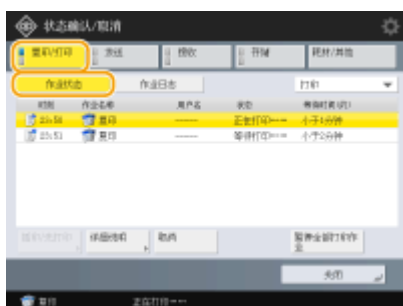 状态确认/取消
复印/打印 发送 接收 存储 耗材/其他
作业状态 作业日志 打印
时间 作业名称 用户名 状态 等待时间(约)
复印 ------ 正在打印 小于1分钟
23:51 复印 ------ 等待打印 小于2分钟
详细信息 取消 暂停全部打印作业
关闭
复印 正在打印